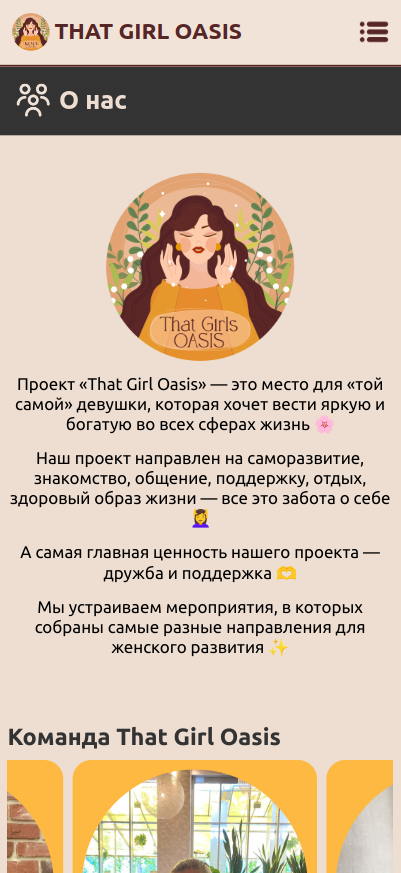 THAT GIRL OASIS
О нас
That Girls
OASIS
Проект «That Girl Oasis» — это место для «той
самой» девушки, которая хочет вести яркую и
богатую во всех сферах жизнь 🌸
Наш проект направлен на саморазвитие,
знакомство, общение, поддержку, отдых,
здоровый образ жизни — все это забота о себе
💆‍♀️
А самая главная ценность нашего проекта —
дружба и поддержка 🫶
Мы устраиваем мероприятия, в которых
собраны самые разные направления для
женского развития ✨
Команда That Girl Oasis